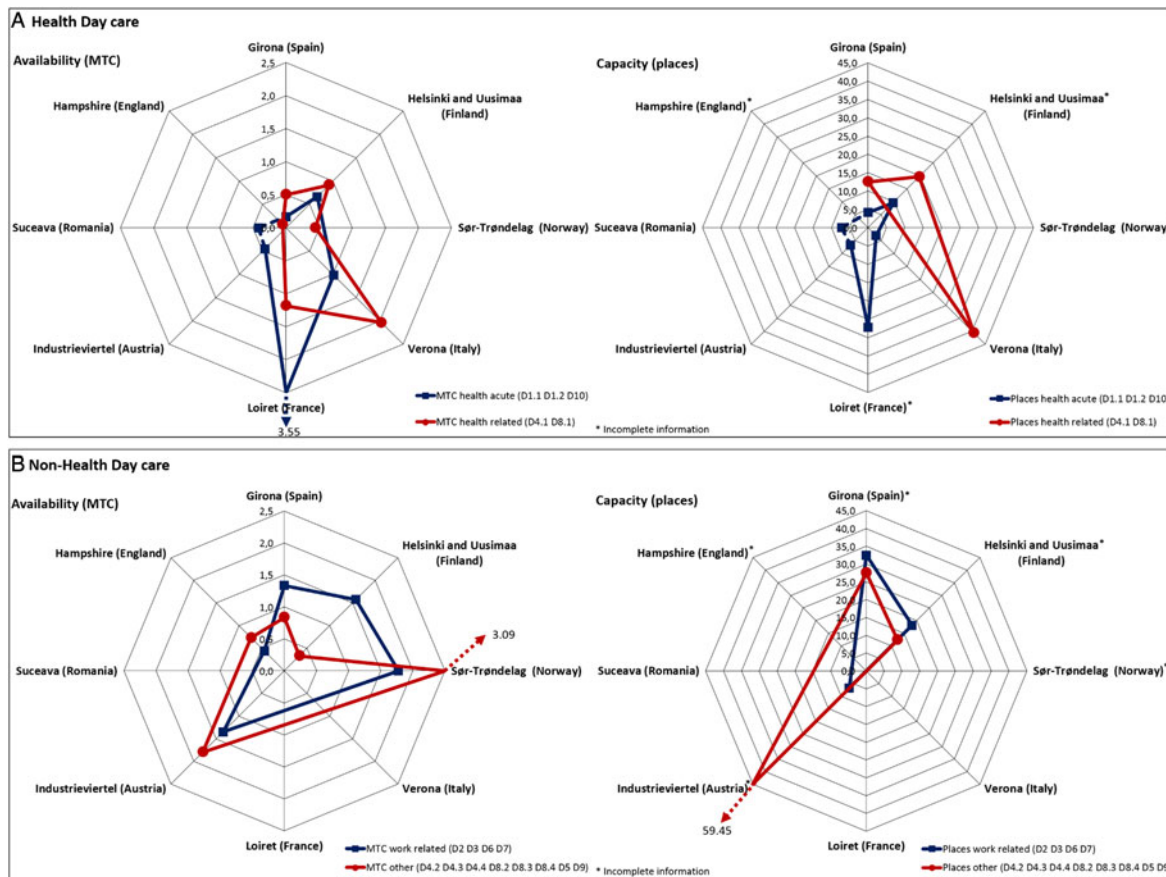 A Health Day care
Availability (MTC)
Girona (Spain)
2,5
2,0
1,5
1,0
0,5
0,0
Hampshire (England)
Helsinki and Uusimaa
(Finland)
Suceava (Romania)
Sør-Trøndelag (Norway)
Industrieviertel (Austria)
Verona (Italy)
Loiret (France)
3.55
MTC health acute (D1.1 D1.2 D10)
MTC health related (D4.1 D8.1)
Capacity (places)
Girona (Spain)
45,0
40,0
35,0
30,0
25,0
20,0
15,0
10,0
5,0
0,0
Hampshire (England)*
Helsinki and Uusimaa*
(Finland)
Suceava (Romania)
Sør-Trøndelag (Norway)
Industrieviertel (Austria)
Verona (Italy)
Loiret (France)*
Places health acute (D1.1 D1.2 D10
Places health related (D4.1 D8.1)
* Incomplete information
B Non-Health Day care
Availability (MTC)
Girona (Spain)
2,5
2,0
1,5
1,0
0,5
0,0
Hampshire (England)
Helsinki and Uusimaa
(Finland)
3.09
Suceava (Romania)
Sør-Trøndelag (Norway)
Industrieviertel (Austria)
Verona (Italy)
Loiret (France)
MTC work related (D2 D3 D6 D7)
MTC other (D4.2 D4.3 D4.4 D8.2 D8.3 D8.4 D5 D9)
Capacity (places)
Girona (Spain)*
45,0
40,0
35,0
30,0
25,0
20,0
15,0
10,0
5,0
0,0
Hampshire (England)*
Helsinki and Uusimaa*
(Finland)
Suceava (Romania)
Sør-Trøndelag (Norway)*
Industrieviertel (Austria)*
59.45
Verona (Italy)
Loiret (France)
Places work related (D2 D3 D6 D7)
Places other (D4.2 D4.3 D4.4 D8.2 D8.3 D8.4 D5 D9
* Incomplete information